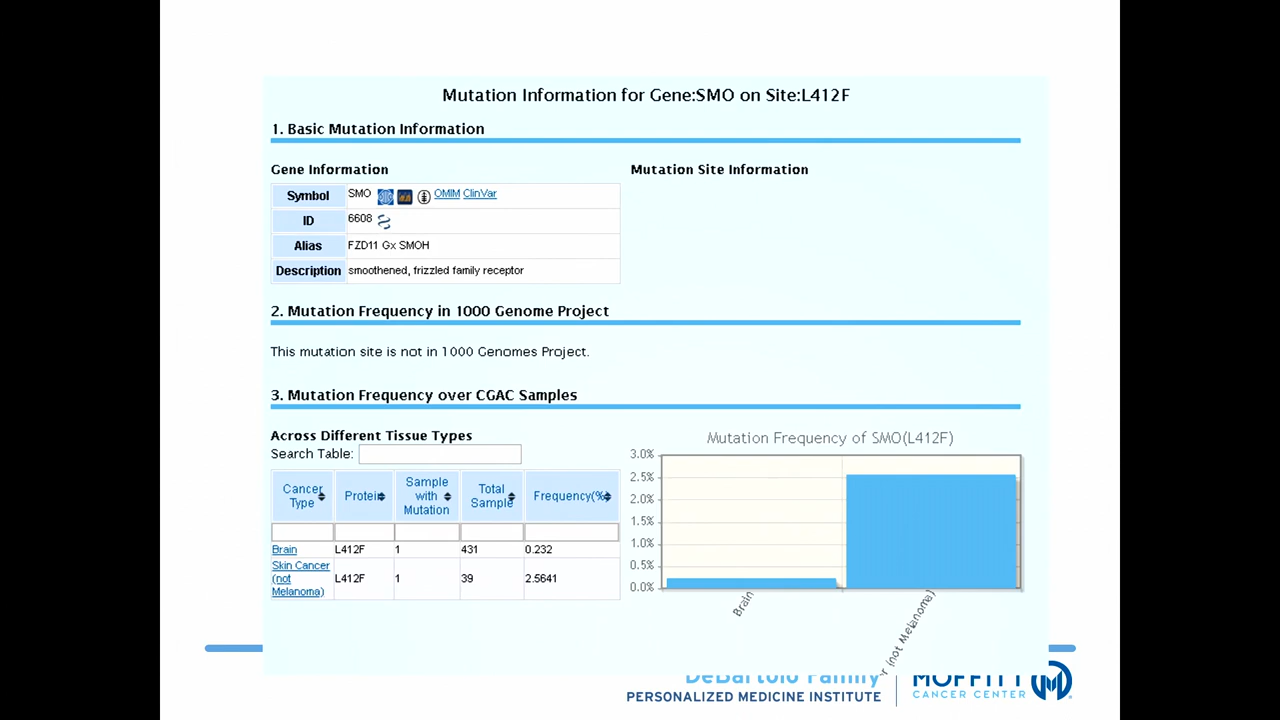 Mutation Information for Gene:SMO on Site:L412F
1. Basic Mutation Information
Gene Information
Mutation Site Information
Symbol SMO OMIM ClinVar
ID 6608
Alias FZD11 Gx SMOH
Description smoothened, frizzled family receptor
2. Mutation Frequency in 1000 Genome Project
This mutation site is not in 1000 Genomes Project.
3. Mutation Frequency over CGAC Samples
Across Different Tissue Types
Search Table:
Cancer Type Protein Sample with Mutation Total Sample Frequency(%)
Brain L412F 1 431 0.232
Skin Cancer (not Melanoma) L412F 1 39 2.5641
Mutation Frequency of SMO(L412F)
3.0%
2.5%
2.0%
1.5%
1.0%
0.5%
0.0%
Brain
r (not Melanoma)
DeBartolo Family
PERSONALIZED MEDICINE INSTITUTE
MOFFITT
CANCER CENTER